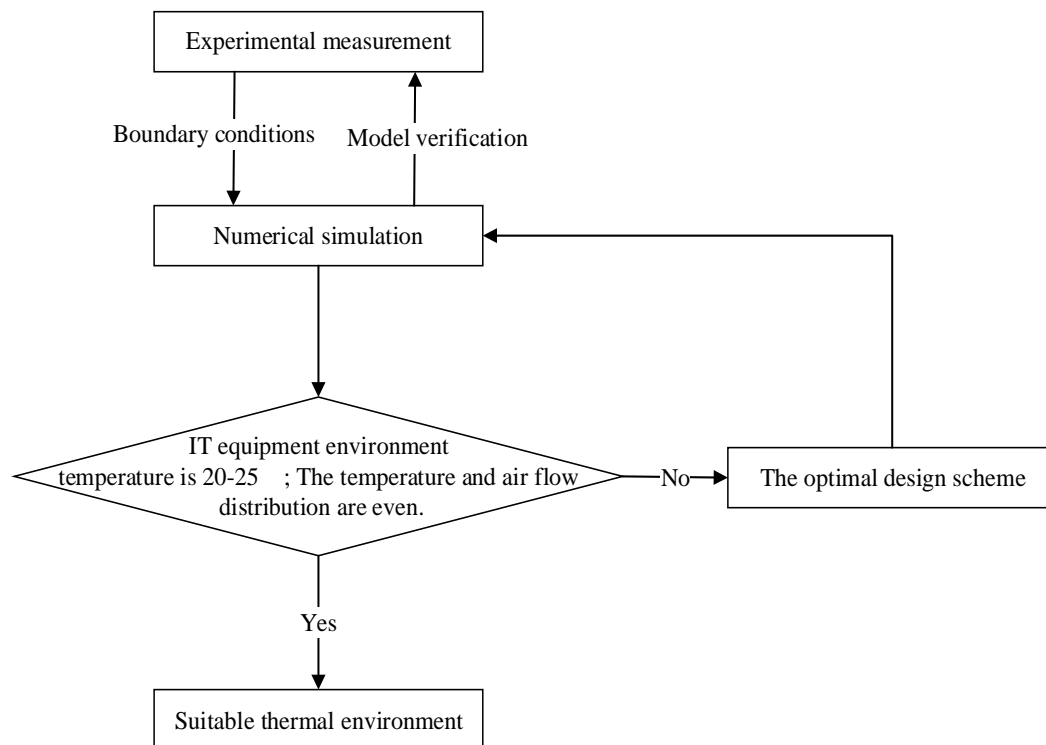 Experimental measurement
Boundary conditions
Model verification
Numerical simulation
IT equipment environment
temperature is 20-25 ; The temperature and air flow
distribution are even.
No
The optimal design scheme
Yes
Suitable thermal environment